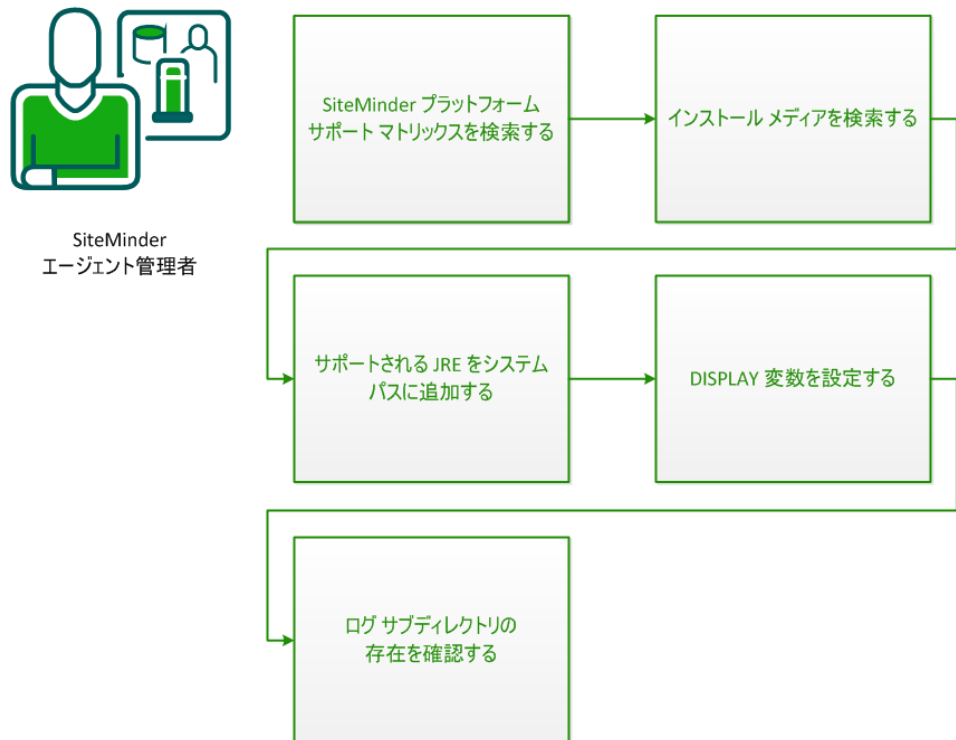 SiteMinder プラットフォーム
サポート マトリックスを検索する
インストール メディアを検索する
SiteMinder
エージェント管理者
サポートされる JRE をシステム
パスに追加する
DISPLAY 変数を設定する
ログ サブディレクトリの
存在を確認する